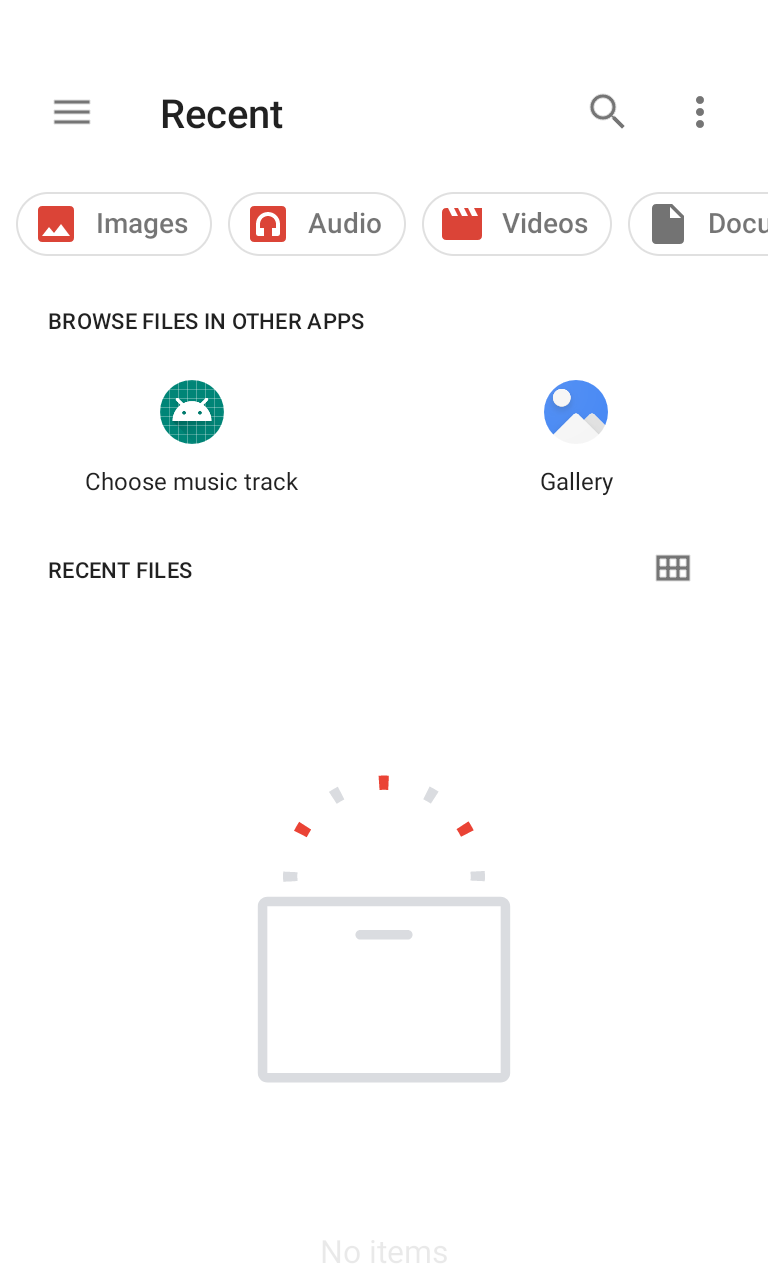 Recent
Images
Audio
Videos
Docu
BROWSE FILES IN OTHER APPS
Choose music track
Gallery
RECENT FILES
No items